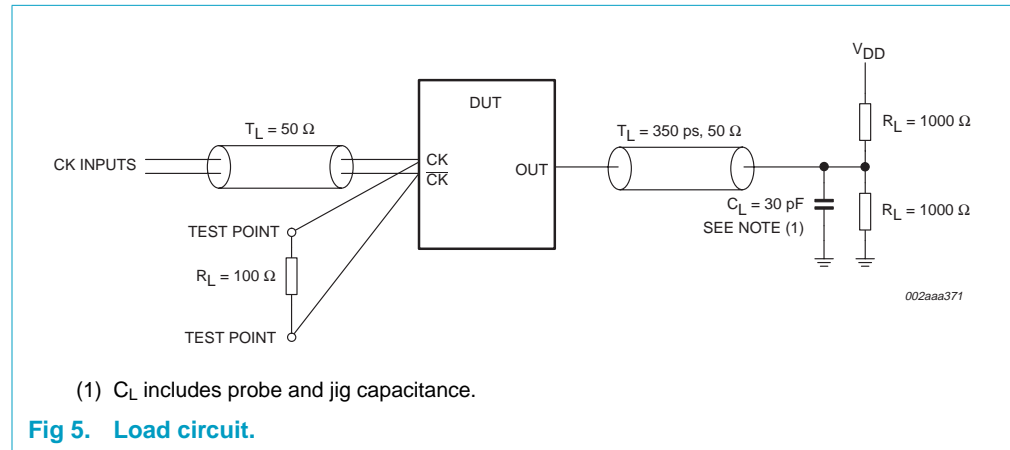 V_DD
DUT
T_L = 50 Ω
T_L = 350 ps, 50 Ω
R_L = 1000 Ω
CK INPUTS
CK
C̅K̅
OUT
C_L = 30 pF
SEE NOTE (1)
R_L = 1000 Ω
TEST POINT
R_L = 100 Ω
TEST POINT
002aaa371
(1) C_L includes probe and jig capacitance.
Fig 5. Load circuit.